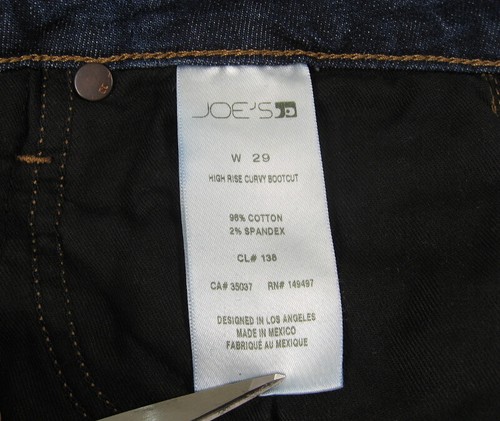 JOE'S
W 29
HIGH RISE CURVY BOOTCUT
98% COTTON
2% SPANDEX
CL# 138
CA# 35037 RN# 149497
DESIGNED IN LOS ANGELES
MADE IN MEXICO
FABRIQUÉ AU MEXIQUE